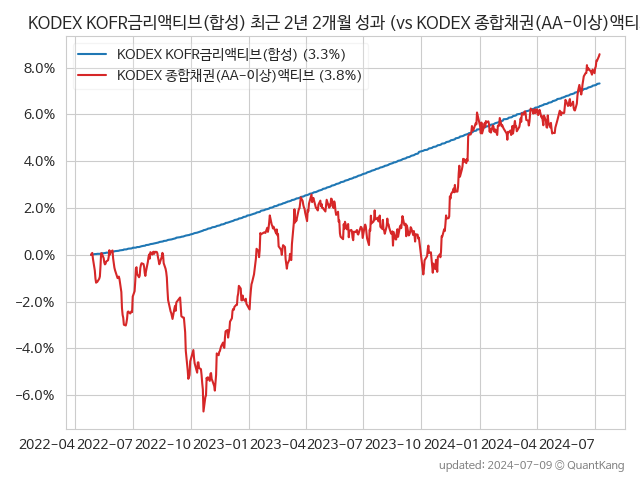 KODEX KOFR금리액티브(합성) 최근 2년 2개월 성과 (vs KODEX 종합채권(AA-이상)액티
KODEX KOFR금리액티브(합성) (3.3%)
KODEX 종합채권(AA-이상)액티브 (3.8%)
8.0%
6.0%
4.0%
2.0%
0.0%
-2.0%
-4.0%
-6.0%
2022-04 2022-07 2022-10 2023-01 2023-04 2023-07 2023-10 2024-01 2024-04 2024-07
updated: 2024-07-09 © QuantKang